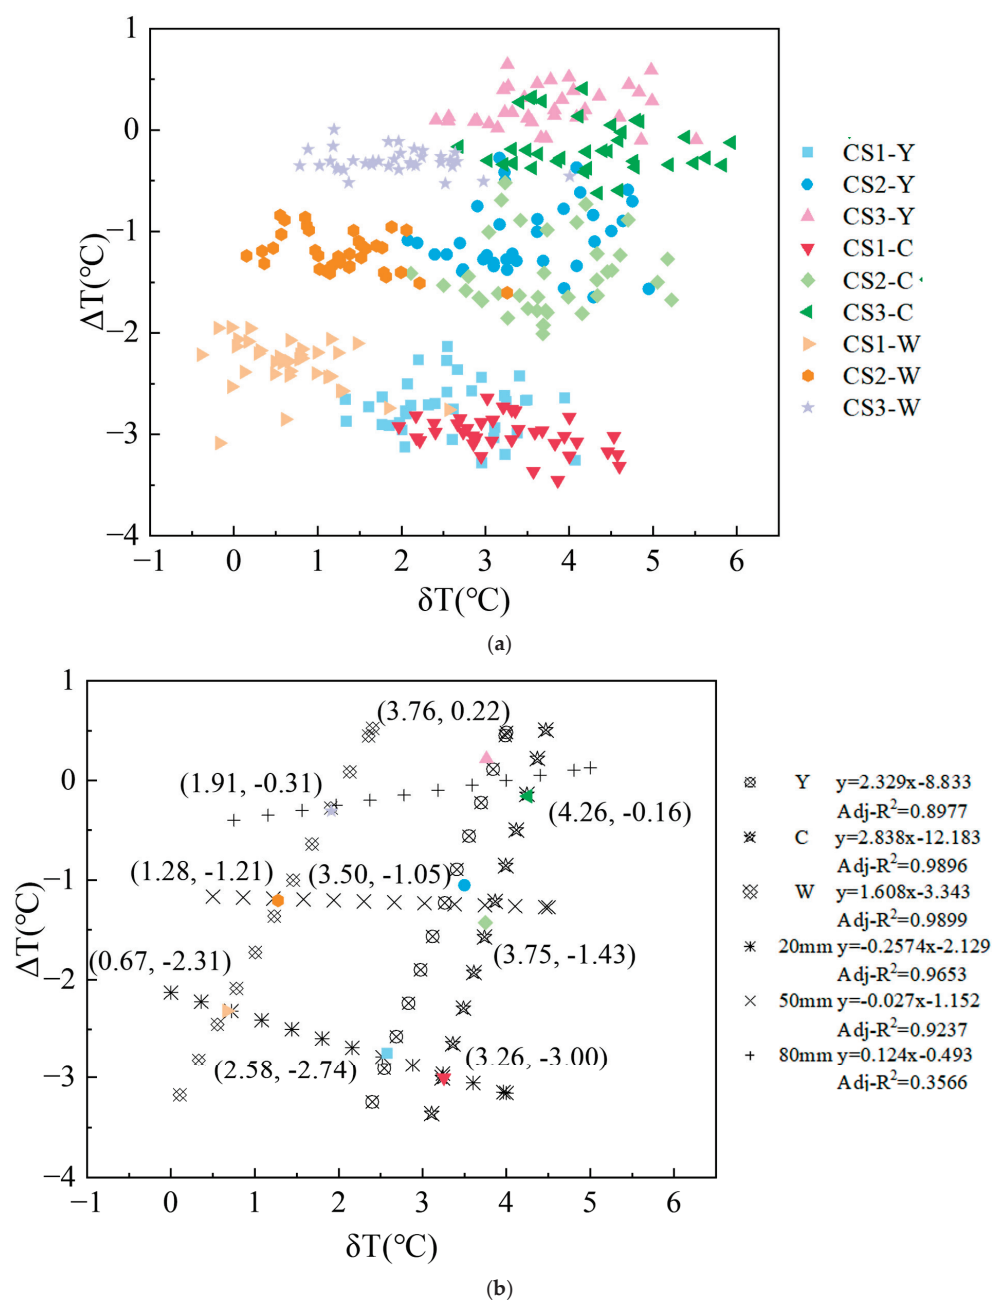 1
0
−1
−2
−3
−4
ΔT(℃)
−1
0
1
2
3
4
5
6
δT(℃)
CS1-Y
CS2-Y
CS3-Y
CS1-C
CS2-C
CS3-C
CS1-W
CS2-W
CS3-W
(a)
1
0
−1
−2
−3
−4
ΔT(℃)
−1
0
1
2
3
4
5
6
δT(℃)
(3.76, 0.22)
(1.91, -0.31)
(4.26, -0.16)
(1.28, -1.21)
(3.50, -1.05)
(0.67, -2.31)
(3.75, -1.43)
(2.58, -2.74)
(3.26, -3.00)
Y y=2.329x-8.833
Adj-R²=0.8977
C y=2.838x-12.183
Adj-R²=0.9896
W y=1.608x-3.343
Adj-R²=0.9899
20mm y=-0.2574x-2.129
Adj-R²=0.9653
50mm y=-0.027x-1.152
Adj-R²=0.9237
80mm y=0.124x-0.493
Adj-R²=0.3566
(b)